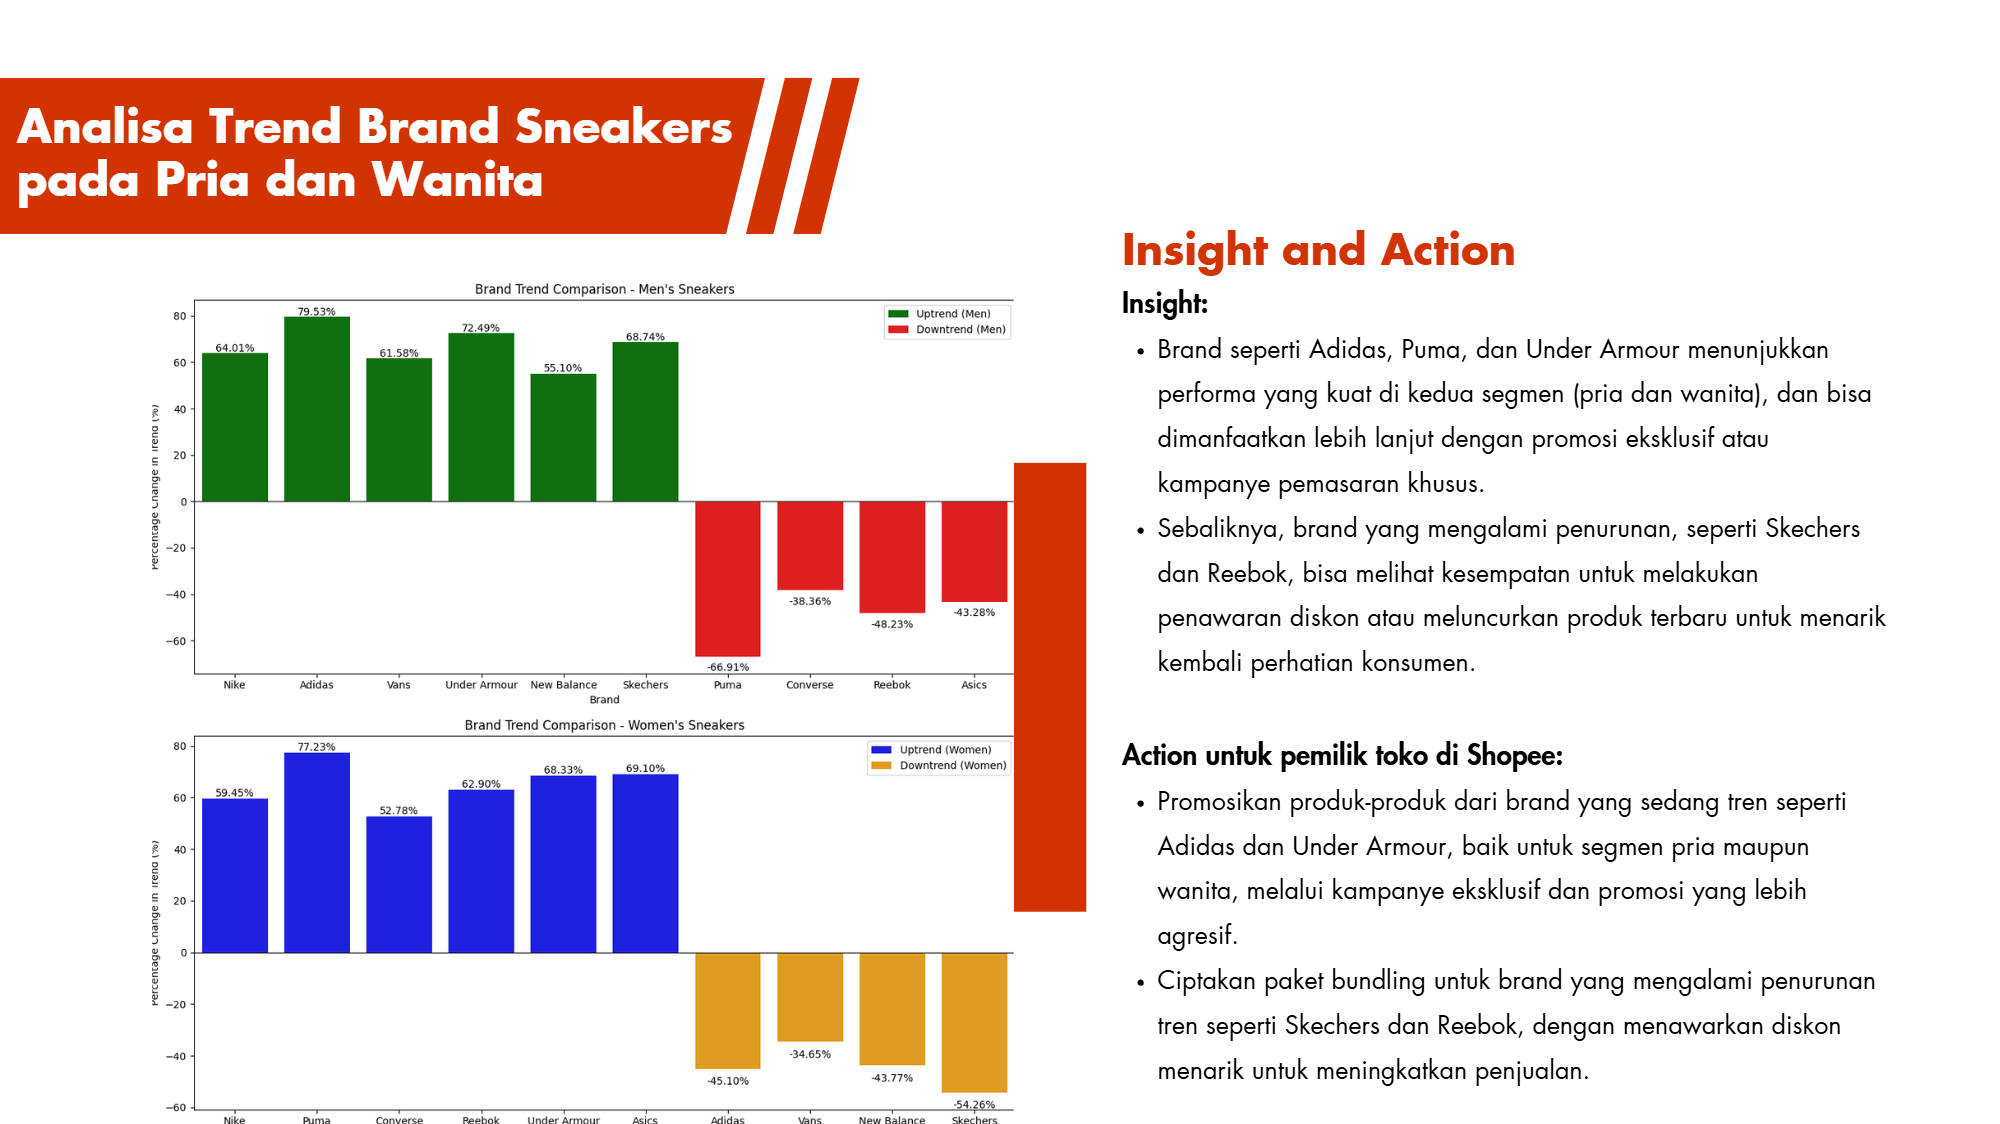 Analisa Trend Brand Sneakers
pada Pria dan Wanita
Brand Trend Comparison - Men's Sneakers
Uptrend (Men)
Downtrend (Men)
Percentage Change in Trend (%)
80
60
40
20
0
−20
−40
−60
64.01%
79.53%
61.58%
72.49%
55.10%
68.74%
-66.91%
-38.36%
-48.23%
-43.28%
Nike Adidas Vans Under Armour New Balance Skechers Puma Converse Reebok Asics
Brand
Brand Trend Comparison - Women's Sneakers
Uptrend (Women)
Downtrend (Women)
Percentage Change in Trend (%)
80
60
40
20
0
−20
−40
−60
59.45%
77.23%
52.78%
62.90%
68.33%
69.10%
-45.10%
-34.65%
-43.77%
-54.26%
Nike Puma Converse Reebok Under Armour Asics Adidas Vans New Balance Skechers
Insight and Action
Insight:
• Brand seperti Adidas, Puma, dan Under Armour menunjukkan
performa yang kuat di kedua segmen (pria dan wanita), dan bisa
dimanfaatkan lebih lanjut dengan promosi eksklusif atau
kampanye pemasaran khusus.
• Sebaliknya, brand yang mengalami penurunan, seperti Skechers
dan Reebok, bisa melihat kesempatan untuk melakukan
penawaran diskon atau meluncurkan produk terbaru untuk menarik
kembali perhatian konsumen.
Action untuk pemilik toko di Shopee:
• Promosikan produk-produk dari brand yang sedang tren seperti
Adidas dan Under Armour, baik untuk segmen pria maupun
wanita, melalui kampanye eksklusif dan promosi yang lebih
agresif.
• Ciptakan paket bundling untuk brand yang mengalami penurunan
tren seperti Skechers dan Reebok, dengan menawarkan diskon
menarik untuk meningkatkan penjualan.